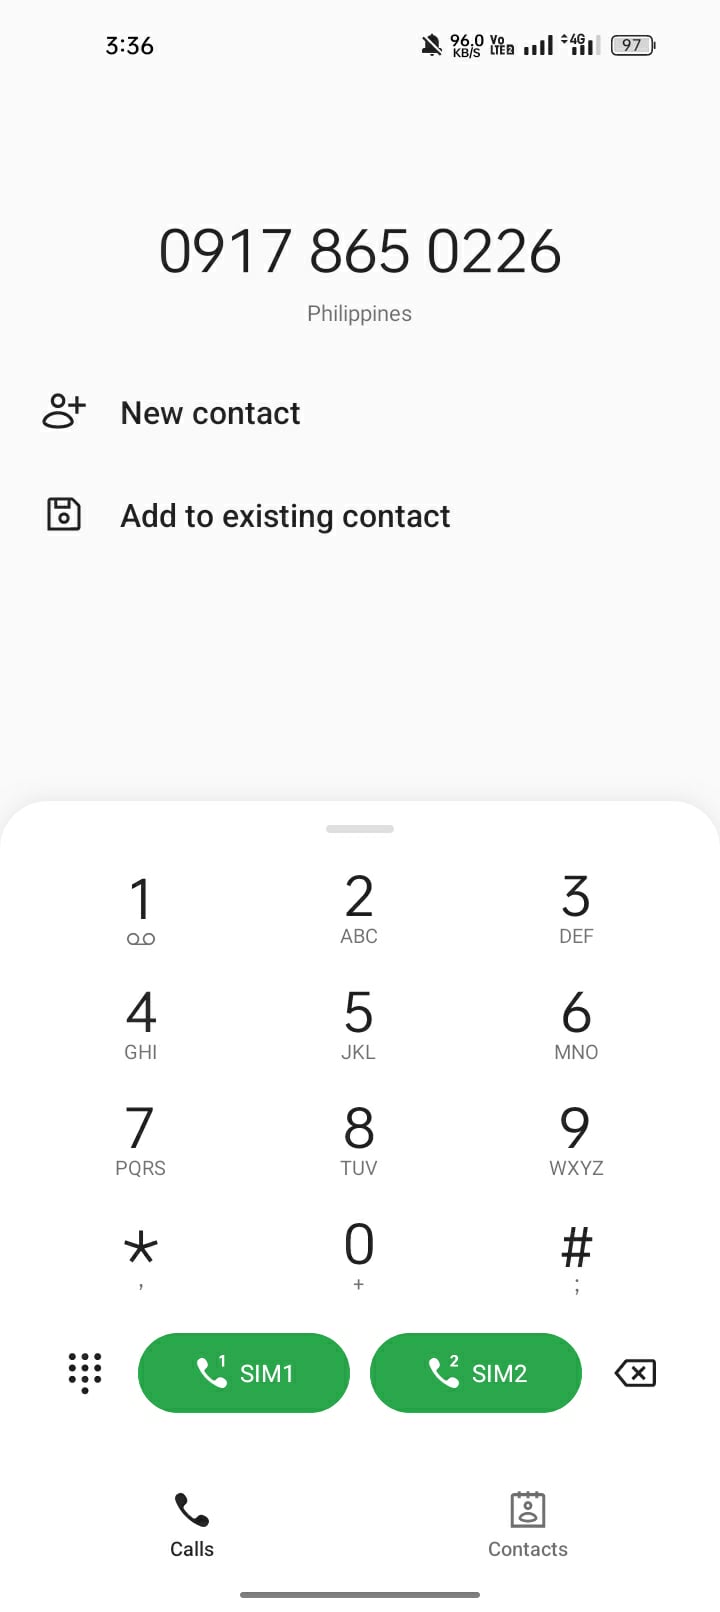 3:36
96.0 KB/S Vo LTE2 4G 97
0917 865 0226
Philippines
New contact
Add to existing contact
1 2 3
ABC DEF
4 5 6
GHI JKL MNO
7 8 9
PQRS TUV WXYZ
* 0 #
, + ;
1 SIM1 2 SIM2
Calls Contacts